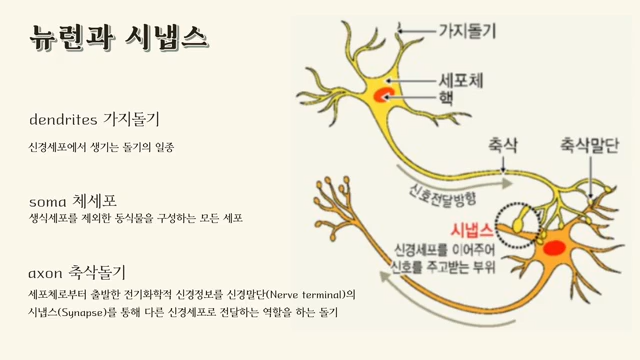 뉴런과 시냅스
dendrites 가지돌기
신경세포에서 생기는 돌기의 일종
soma 체세포
생식세포를 제외한 동식물을 구성하는 모든 세포
axon 축삭돌기
세포체로부터 출발한 전기화학적 신경정보를 신경말단(Nerve terminal)의
시냅스(Synapse)를 통해 다른 신경세포로 전달하는 역할을 하는 돌기
가지돌기
세포체
핵
축삭
축삭말단
신호전달방향
시냅스
신경세포를 이어주어
신호를 주고받는 부위